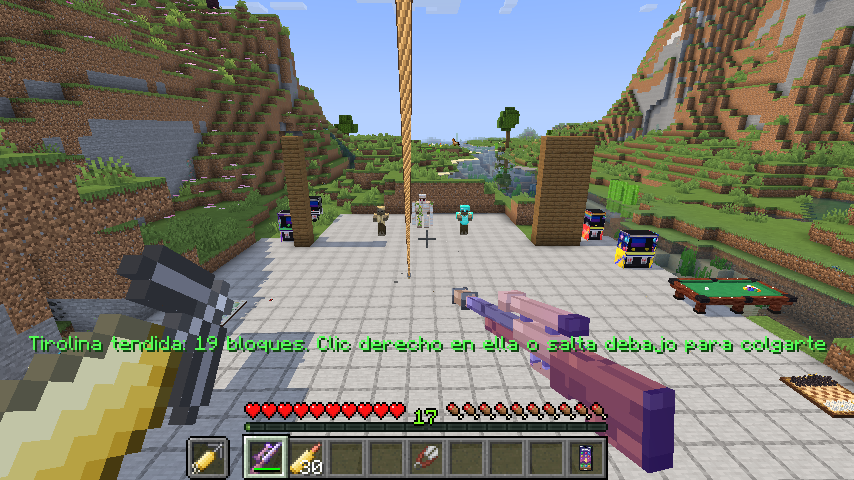 Tirolina tendida: 19 bloques. Clic derecho en ella o salta debajo para colgarte
17
30